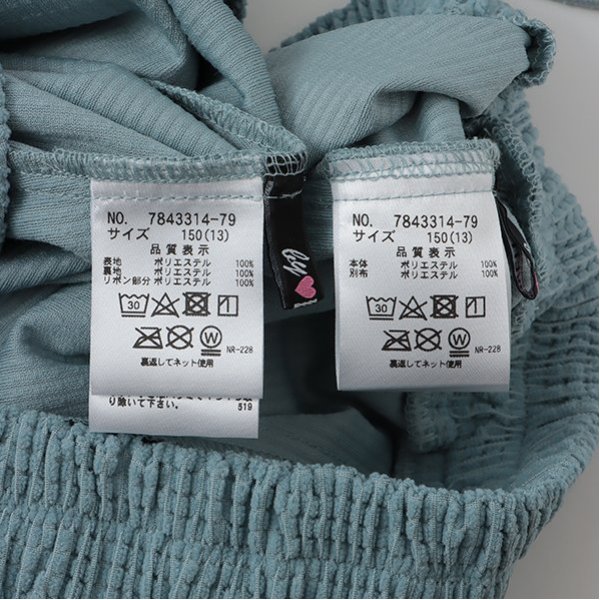 NO. 7843314-79
サイズ 150(13)
品質表示
表地 ポリエステル 100%
裏地 ポリエステル 100%
リボン部分 ポリエステル 100%
30
W
NR-228
裏返してネット使用
り除いて下さい。
519
by
NO. 7843314-79
サイズ 150(13)
品質表示
本体 ポリエステル 100%
別布 ポリエステル 100%
30
W
NR-228
裏返してネット使用